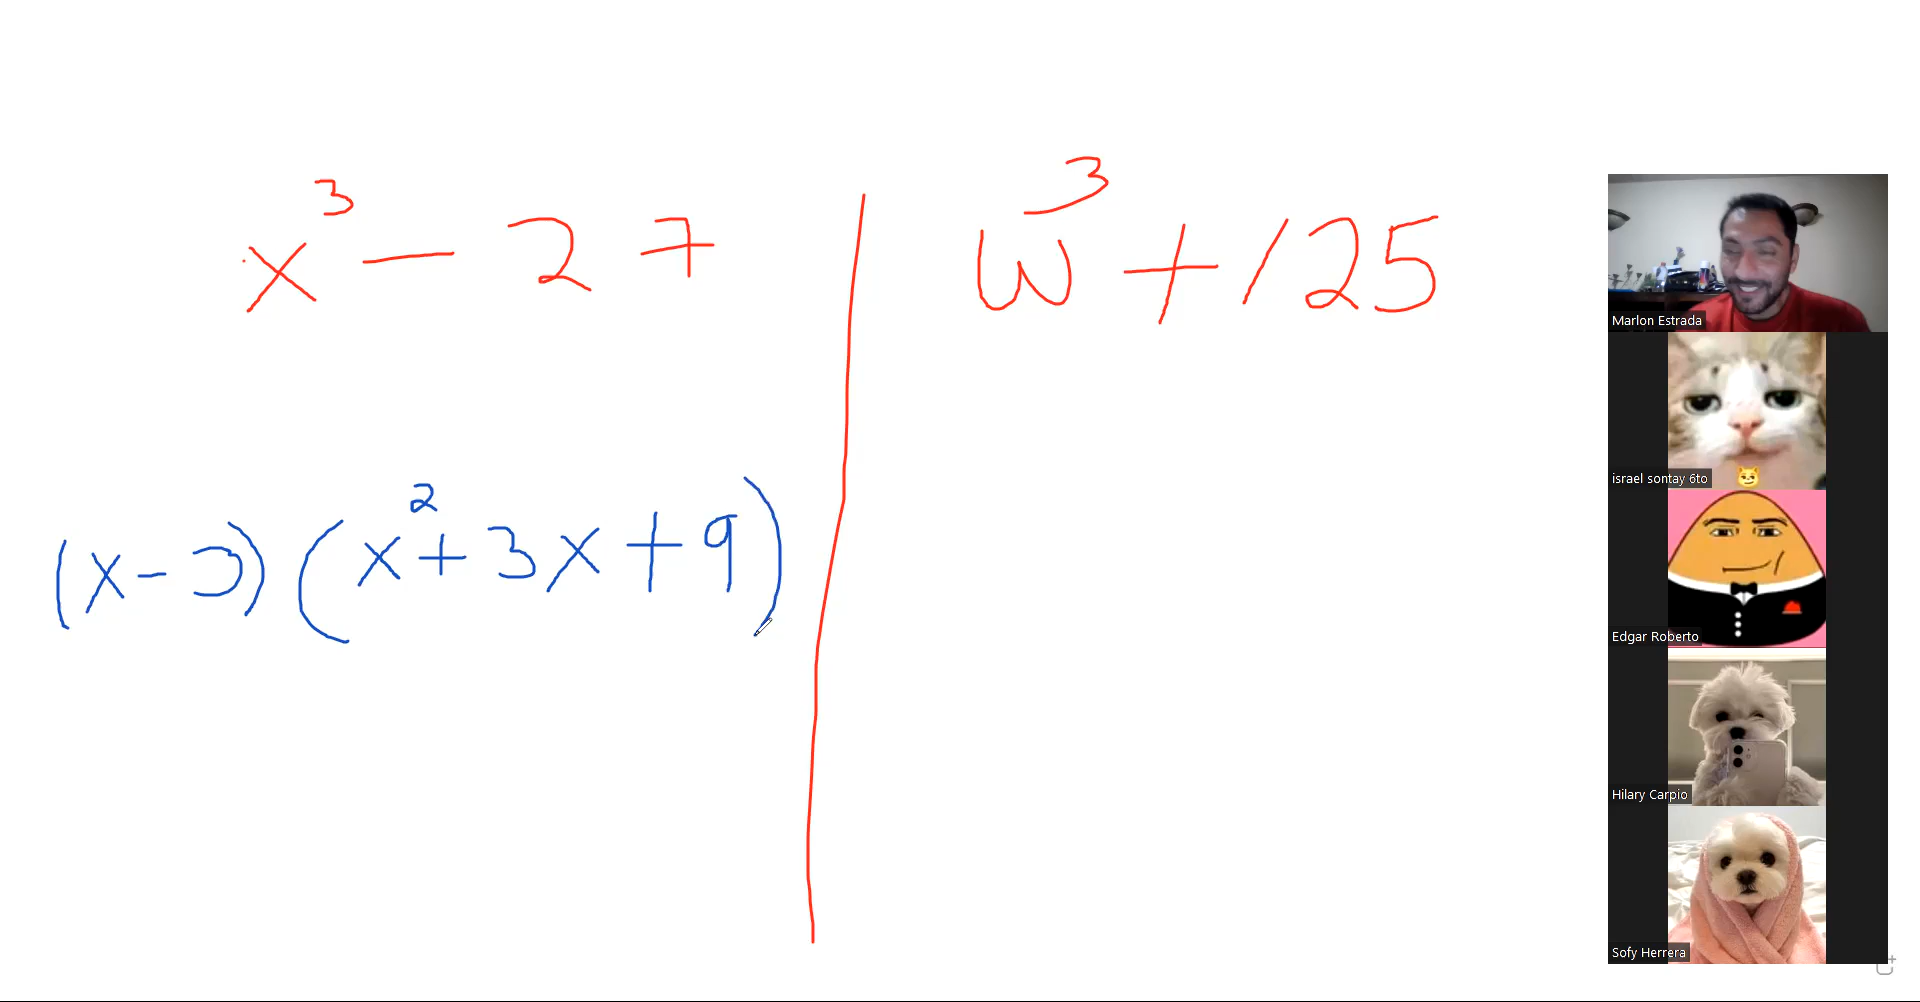 x³ - 27
w³ + 125
(x - 3)(x² + 3x + 9)
Marlon Estrada
israel sontay 6to
Edgar Roberto
Hilary Carpio
Sofy Herrera